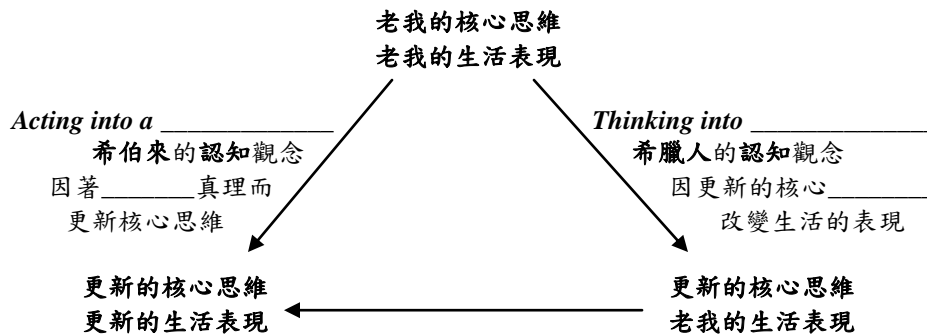 老我的核心思維
老我的生活表現
Acting into a _____________
希伯來的認知觀念
因著_______真理而
更新核心思維
Thinking into ______________
希臘人的認知觀念
因更新的核心________
改變生活的表現
更新的核心思維
更新的生活表現
更新的核心思維
老我的生活表現